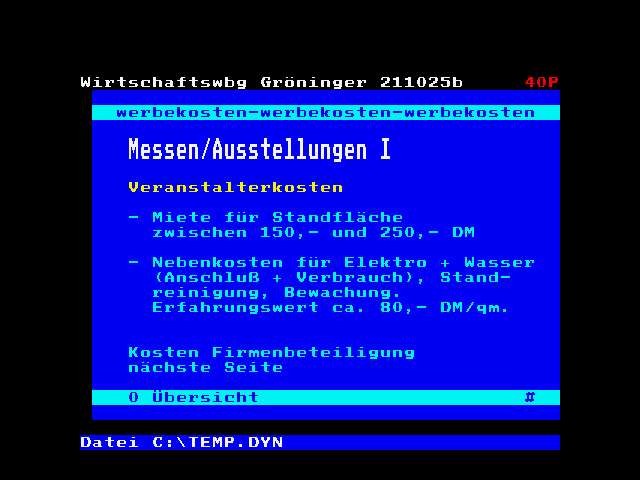 Wirtschaftswbg Gröninger 211025b 40P
werbekosten-werbekosten-werbekosten
Messen/Ausstellungen I
Veranstalterkosten
- Miete für Standfläche
zwischen 150,- und 250,- DM
- Nebenkosten für Elektro + Wasser
(Anschluß + Verbrauch), Stand-
reinigung, Bewachung.
Erfahrungswert ca. 80,- DM/qm.
Kosten Firmenbeteiligung
nächste Seite
0 Übersicht #
Datei C:\TEMP.DYN